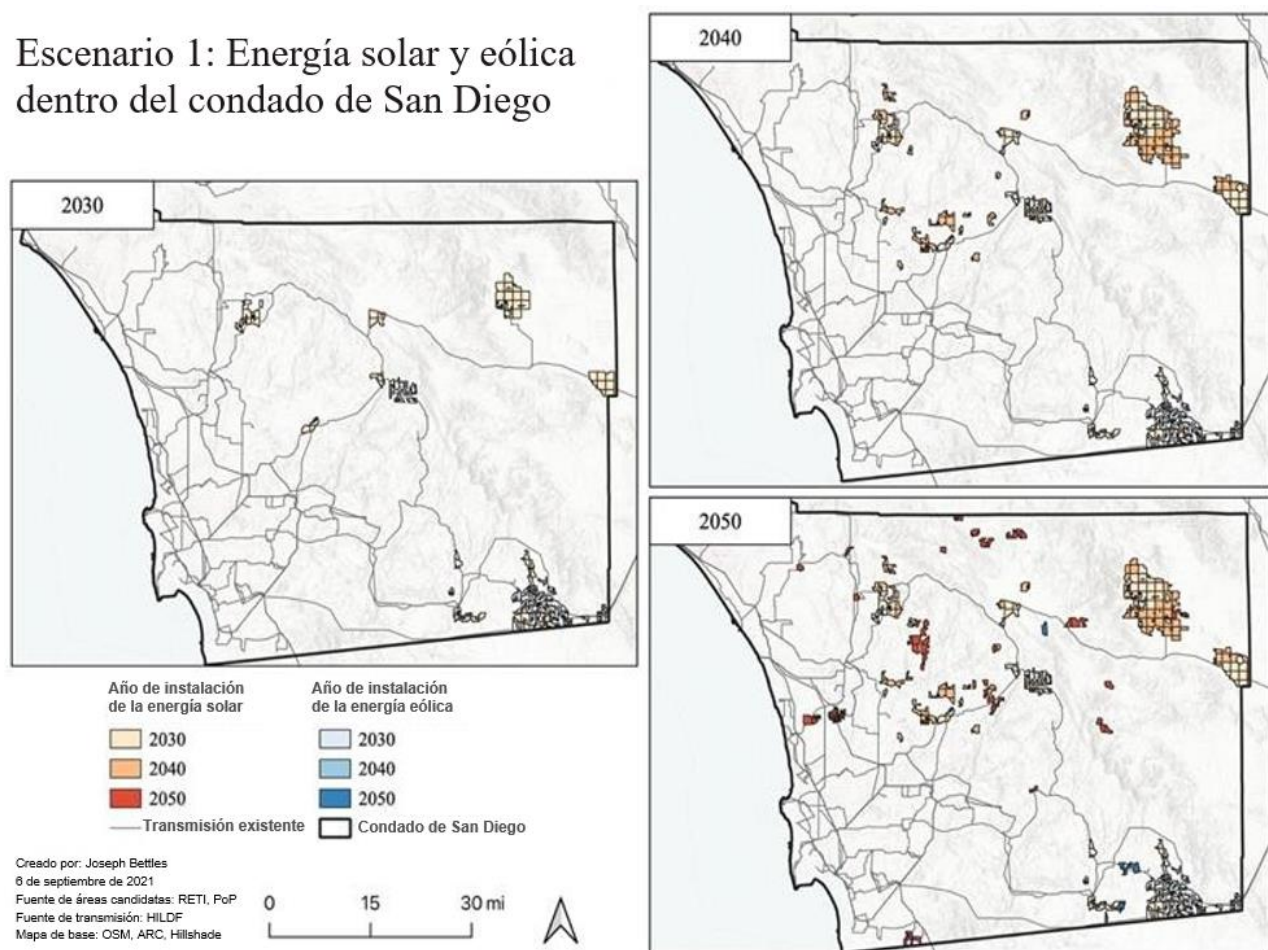 Escenario 1: Energía solar y eólica
dentro del condado de San Diego
2030
2040
2050
Año de instalación
de la energía solar
2030
2040
2050
Transmisión existente
Año de instalación
de la energía eólica
2030
2040
2050
Condado de San Diego
Creado por: Joseph Bettles
6 de septiembre de 2021
Fuente de áreas candidatas: RETI, PoP
Fuente de transmisión: HILDF
Mapa de base: OSM, ARC, Hillshade
0 15 30 mi